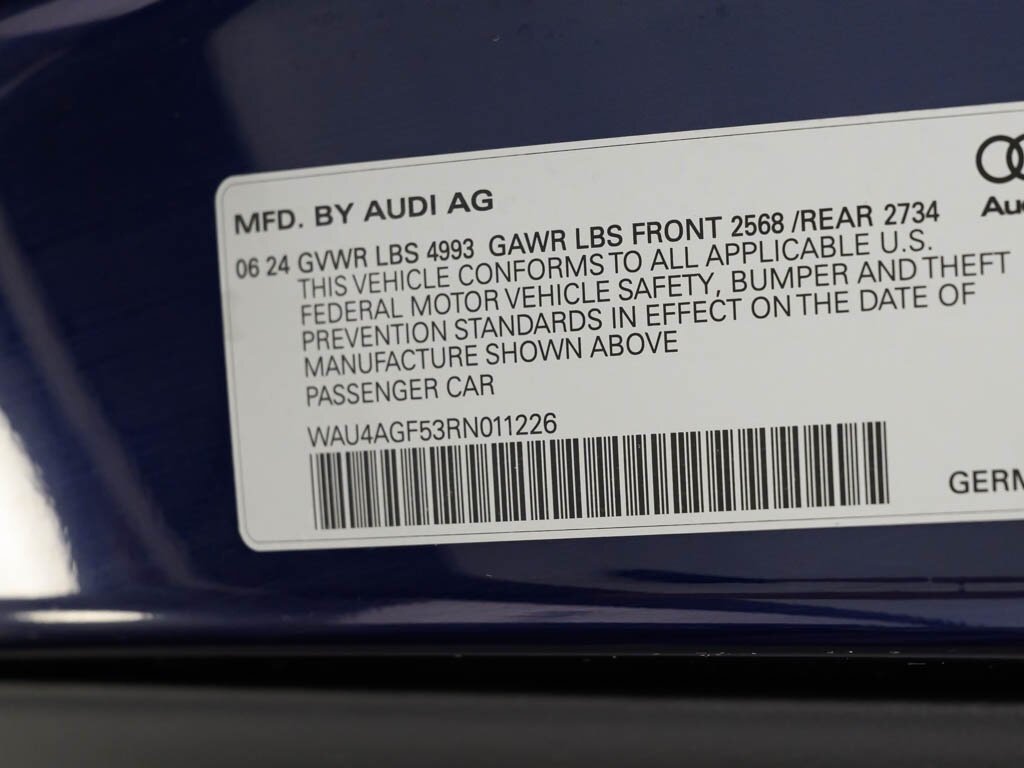 MFD. BY AUDI AG
06 24 GVWR LBS 4993 GAWR LBS FRONT 2568 /REAR 2734
THIS VEHICLE CONFORMS TO ALL APPLICABLE U.S.
FEDERAL MOTOR VEHICLE SAFETY, BUMPER AND THEFT
PREVENTION STANDARDS IN EFFECT ON THE DATE OF
MANUFACTURE SHOWN ABOVE
PASSENGER CAR
WAU4AGF53RN011226
Au
GERM